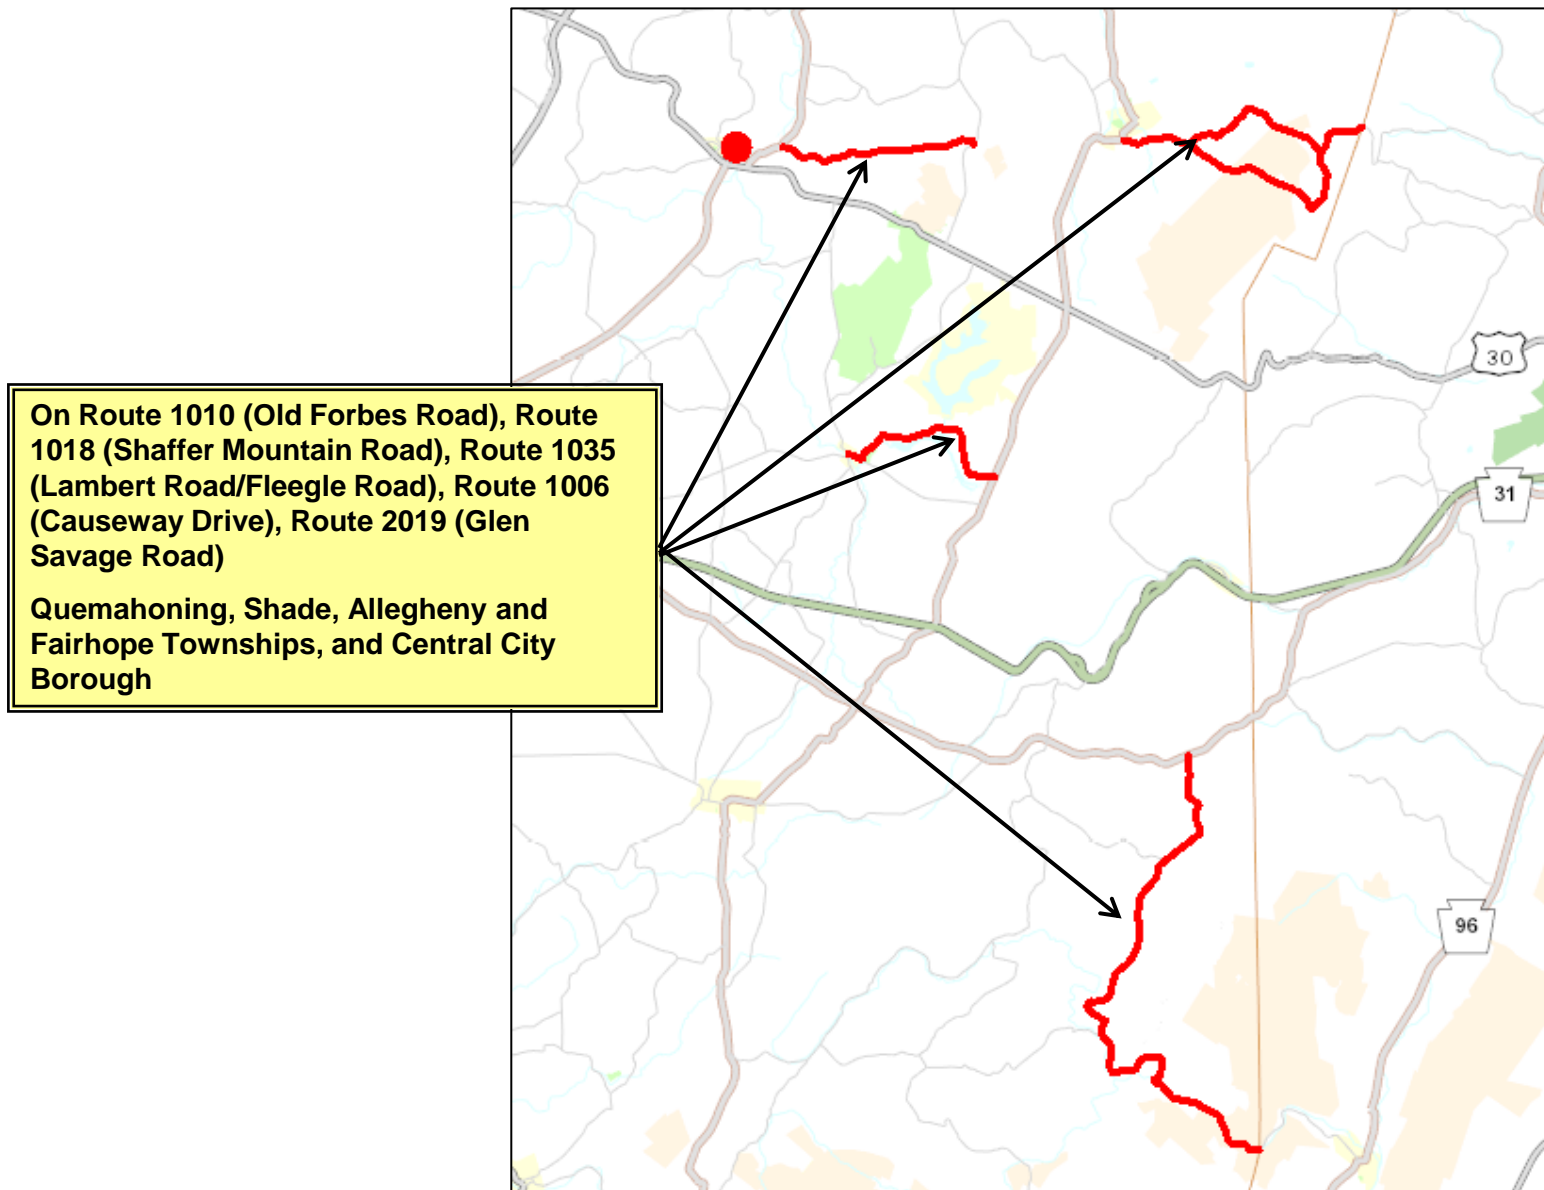 On Route 1010 (Old Forbes Road), Route
1018 (Shaffer Mountain Road), Route 1035
(Lambert Road/Fleegle Road), Route 1006
(Causeway Drive), Route 2019 (Glen
Savage Road)
Quemahoning, Shade, Allegheny and
Fairhope Townships, and Central City
Borough
30
31
96